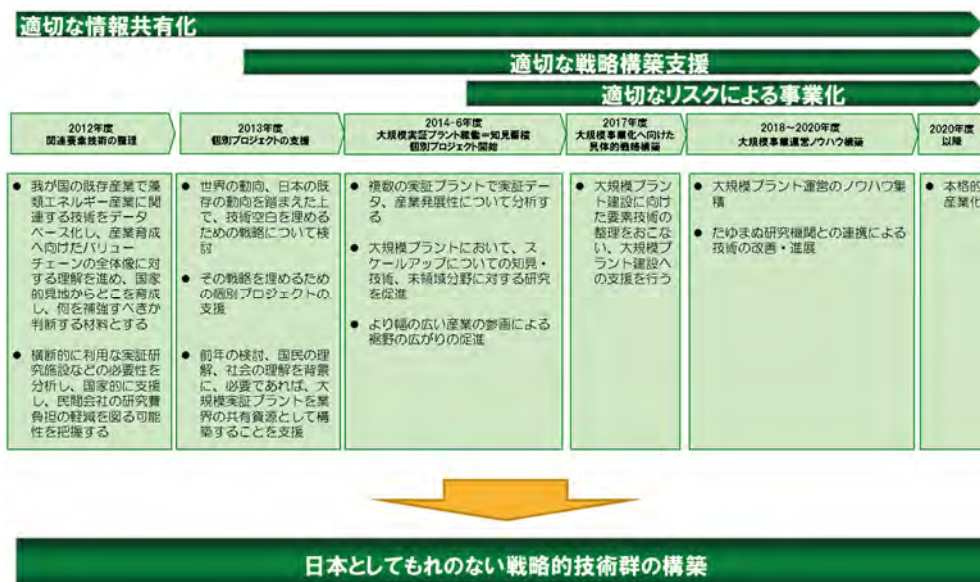 適切な情報共有化
適切な戦略構築支援
適切なリスクによる事業化
2012年度
関連要素技術の整理
2013年度
個別プロジェクトの支援
2014-6年度
大規模実証プラント稼働=知見蓄積
個別プロジェクト開始
2017年度
大規模事業化へ向けた
具体的戦略構築
2018～2020年度
大規模事業運営ノウハウ構築
2020年度
以降
● 我が国の既存産業で藻
類エネルギー産業に関
連する技術をデータ
ベース化し、産業育成
へ向けたバリュー
チェーンの全体像に対
する理解を進め、国家
的見地からどこを育成
し、何を補強すべきか
判断する材料とする
● 横断的に利用な実証研
究施設などの必要性を
分析し、国家的に支援
し、民間会社の研究費
負担の軽減を図る可能
性を把握する
● 世界の動向、日本の既
存の動向を踏まえた上
で、技術空白を埋める
ための戦略について検
討
● その戦略を埋めるため
の個別プロジェクトの
支援
● 前年の検討、国民の理
解、社会の理解を背景
に、必要であれば、大
規模実証プラントを業
界の共有資源として構
築することを支援
● 複数の実証プラントで実証デー
タ、産業発展性について分析す
る
● 大規模プラントにおいて、ス
ケールアップについての知見・
技術、未領域分野に対する研究
を促進
● より幅の広い産業の参画による
裾野の広がりの促進
● 大規模プラン
ト建設に向け
た要素技術の
整理をおこな
い、大規模プ
ラント建設へ
の支援を行う
● 大規模プラント運営のノウハウ集
積
● たゆまぬ研究機関との連携による
技術の改善・進展
● 本格的
産業化
日本としてもれのない戦略的技術群の構築